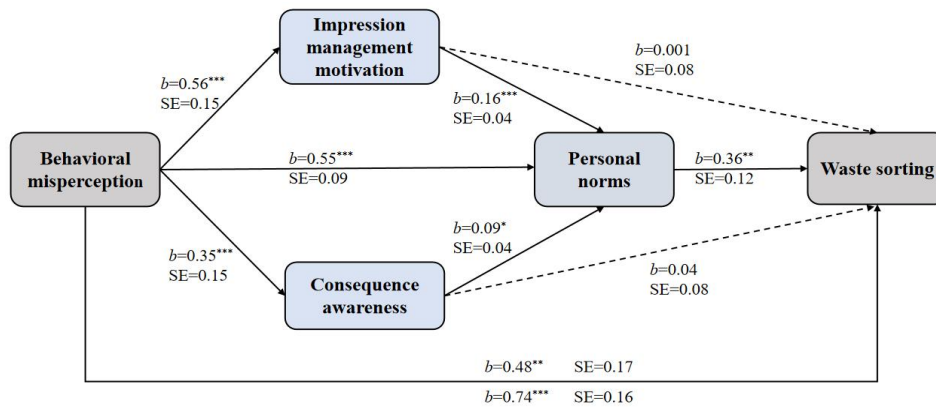 Impression
management
motivation
b=0.001
SE=0.08
b=0.56***
SE=0.15
b=0.16***
SE=0.04
Behavioral
misperception
b=0.55***
SE=0.09
Personal
norms
b=0.36**
SE=0.12
Waste sorting
b=0.35***
SE=0.15
b=0.09*
SE=0.04
Consequence
awareness
b=0.04
SE=0.08
b=0.48** SE=0.17
b=0.74*** SE=0.16